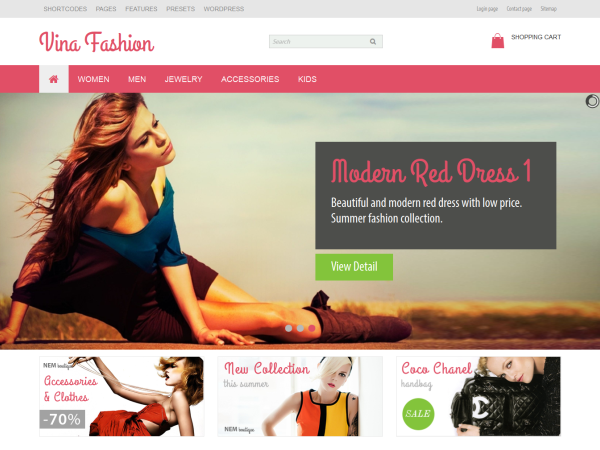 SHORTCODES PAGES FEATURES PRESETS WORDPRESS Login page Contact page Sitemap
Vina Fashion
Search
SHOPPING CART
WOMEN MEN JEWELRY ACCESSORIES KIDS
Modern Red Dress 1
Beautiful and modern red dress with low price.
Summer fashion collection.
View Detail
NEM boutique
Accessories
& Clothes
-70%
New Collection
this summer
NEM boutique
Coco Chanel
handbag
SALE